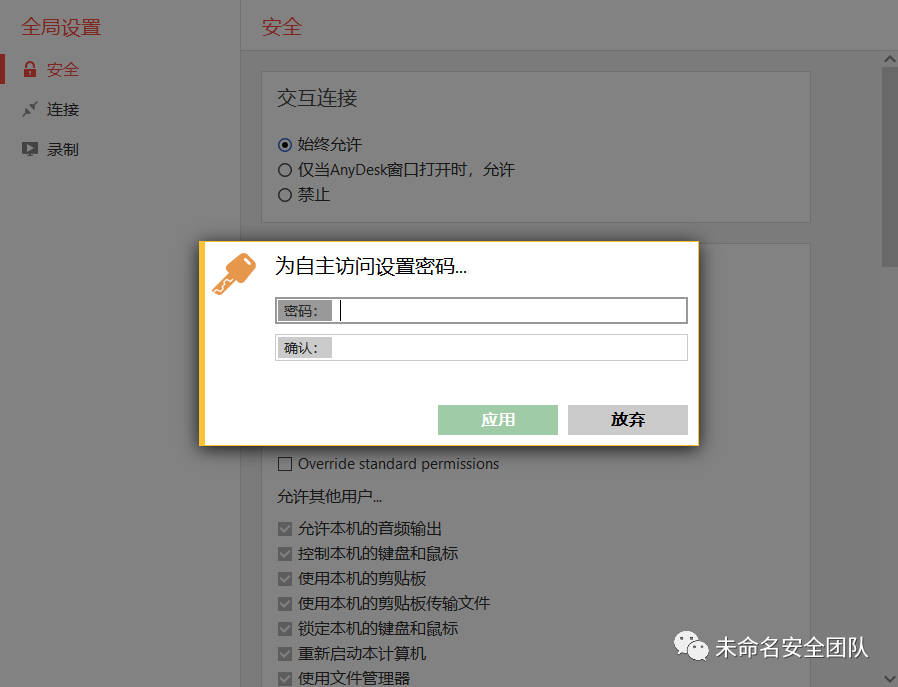 全局设置
安全
连接
录制
安全
交互连接
始终允许
仅当AnyDesk窗口打开时，允许
禁止
为自主访问设置密码...
密码：
确认：
应用
放弃
Override standard permissions
允许其他用户...
允许本机的音频输出
控制本机的键盘和鼠标
使用本机的剪贴板
使用本机的剪贴板传输文件
锁定本机的键盘和鼠标
重新启动本计算机
使用文件管理器
未命名安全团队